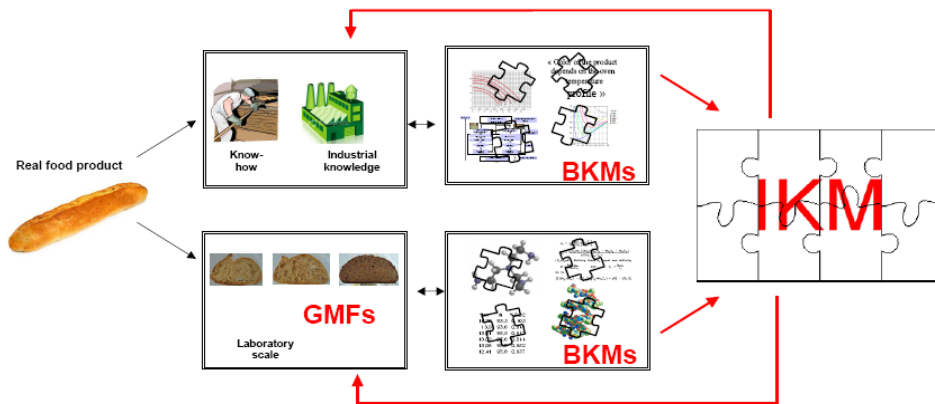 Real food product
Know-
how
Industrial
knowledge
« Color of the product
depends on the oven
temperature
profile »
BKMs
IKM
GMFs
Laboratory
scale
BKMs